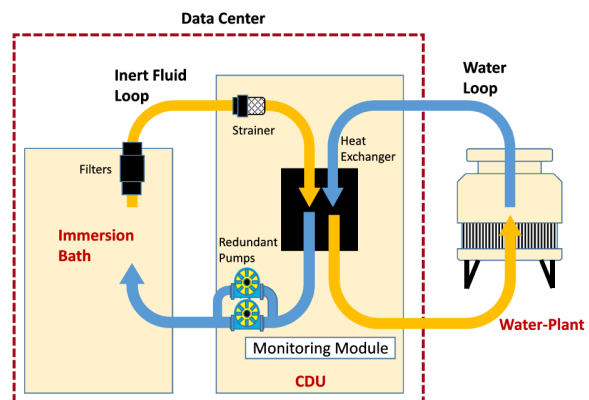 Data Center
Inert Fluid
Loop
Water
Loop
Strainer
Heat
Exchanger
Filters
Immersion
Bath
Redundant
Pumps
Water-Plant
Monitoring Module
CDU